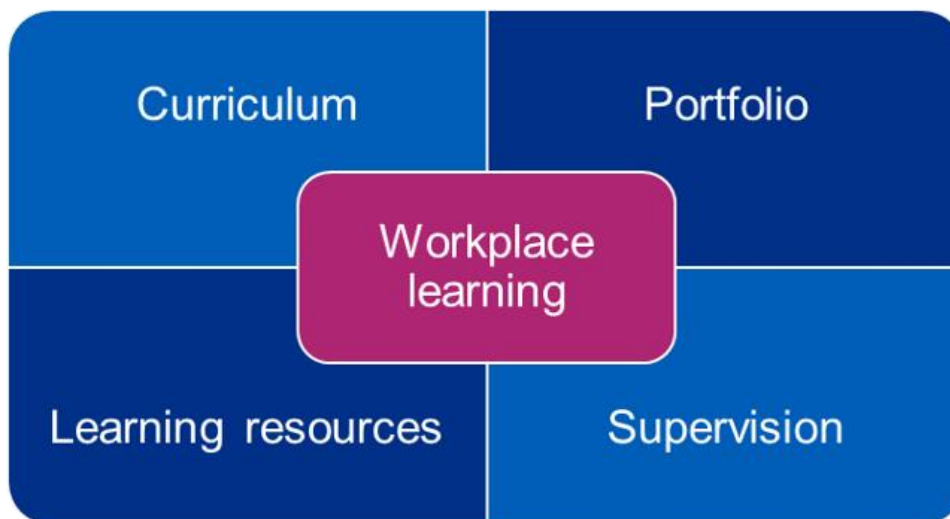 Curriculum
Portfolio
Workplace
learning
Learning resources
Supervision